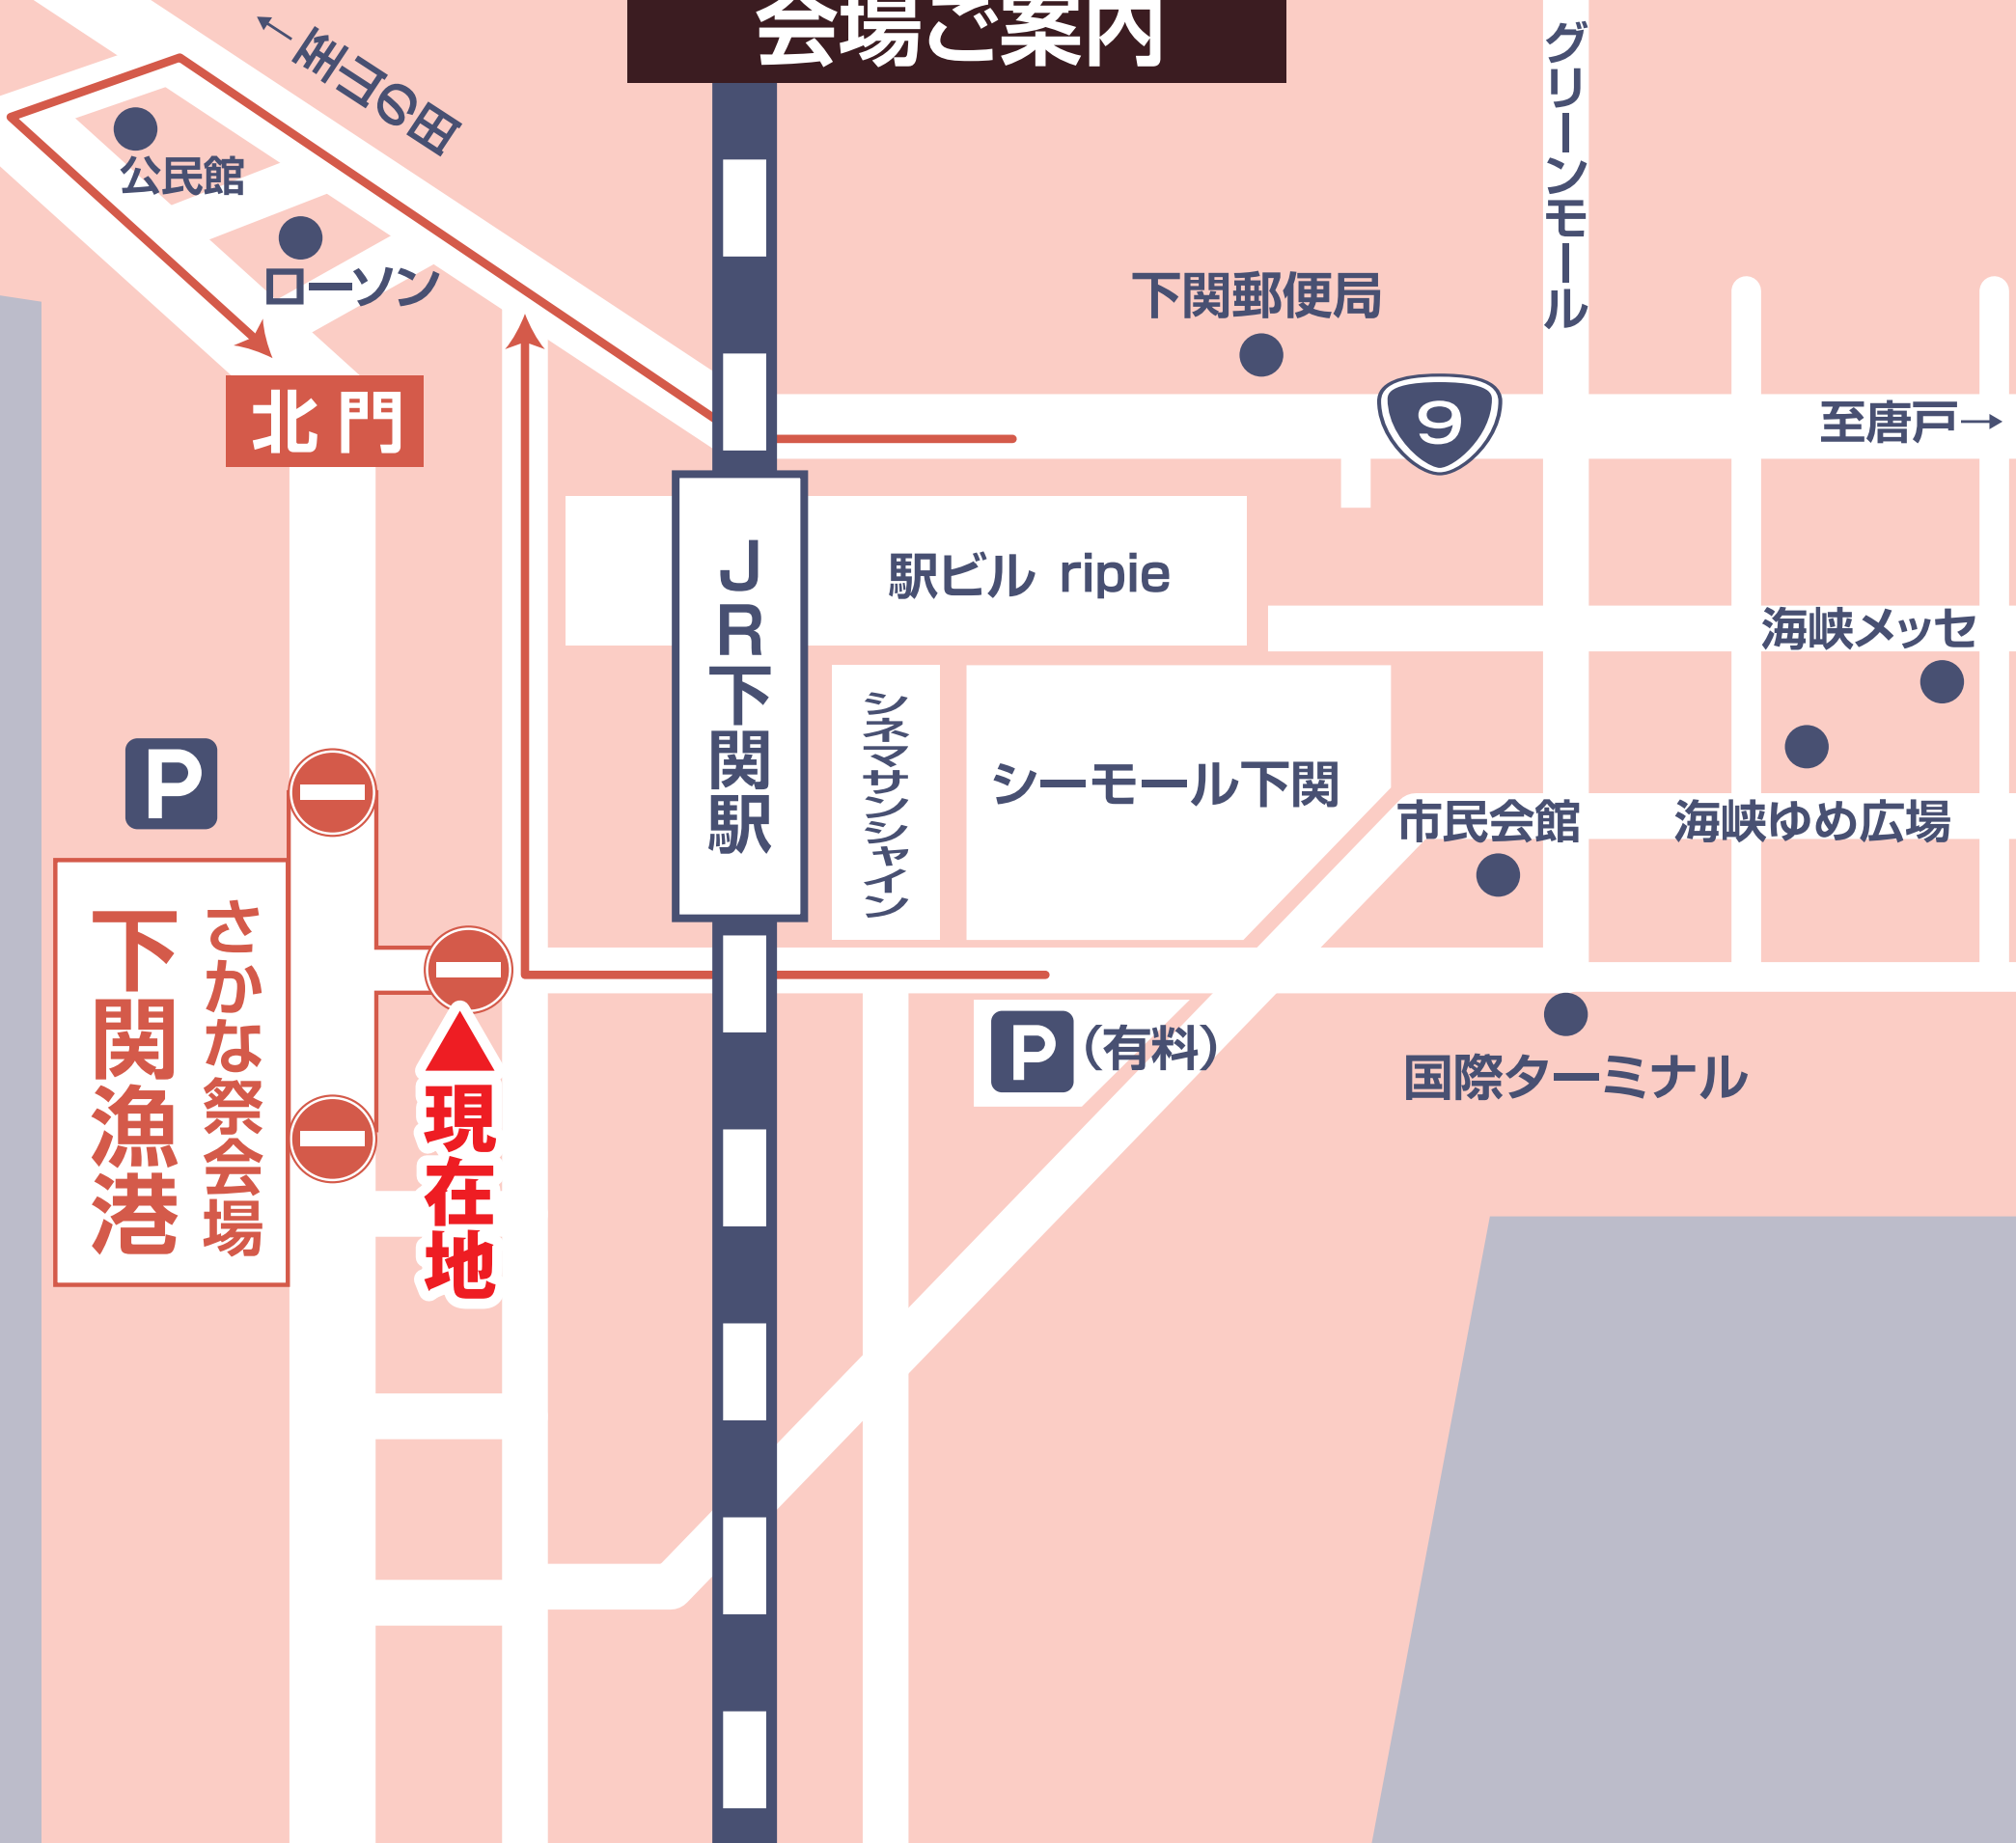 会場ご案内
←至日の出
グリーンモール
公民館
ローソン
下関郵便局
北門
9
至唐戸→
JR下関駅
駅ビル ripie
海峡メッセ
シネマサンシャイン
シーモール下関
P
市民会館
海峡ゆめ広場
さかな祭会場
下関漁港
P(有料)
▲現在地
国際ターミナル